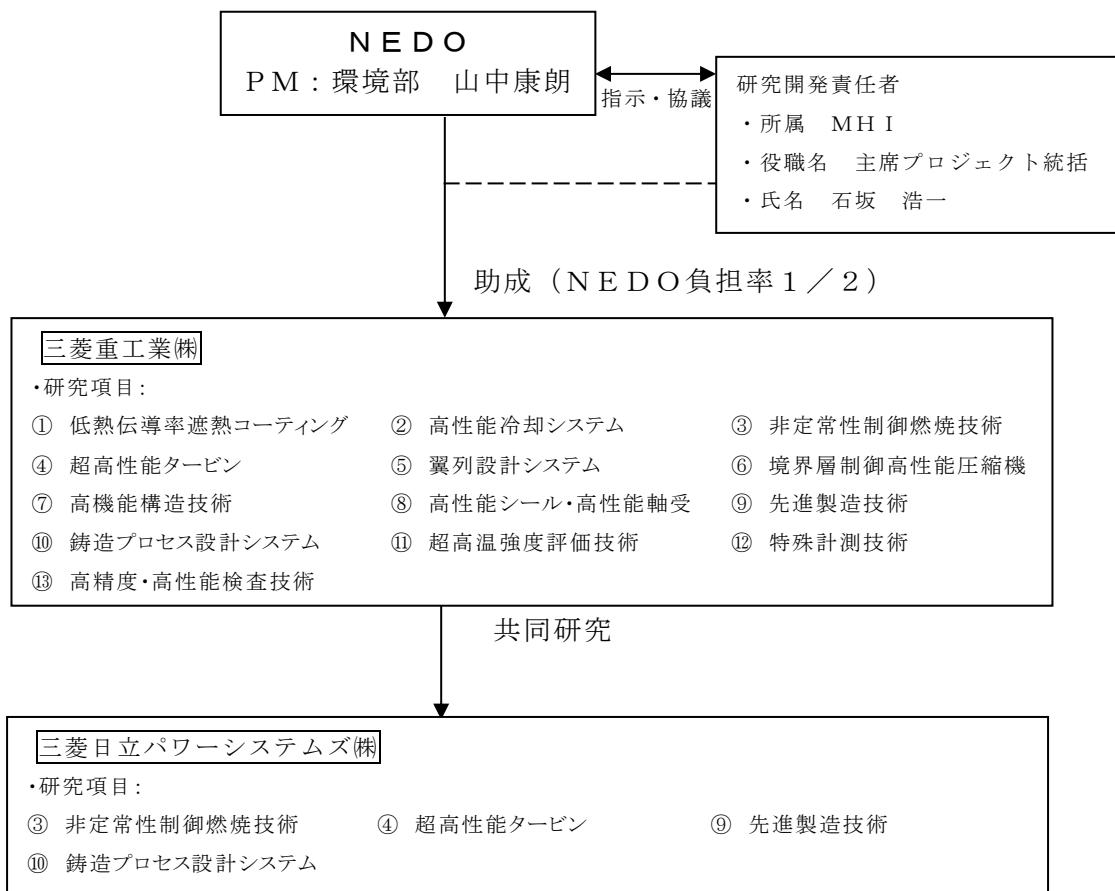 ＮＥＤＯ
ＰＭ：環境部　山中康朗
指示・協議
研究開発責任者
・所属　ＭＨＩ
・役職名　主席プロジェクト統括
・氏名　石坂　浩一
助成（ＮＥＤＯ負担率１／２）
三菱重工業㈱
・研究項目：
① 低熱伝導率遮熱コーティング　② 高性能冷却システム　③ 非定常性制御燃焼技術
④ 超高性能タービン　⑤ 翼列設計システム　⑥ 境界層制御高性能圧縮機
⑦ 高機能構造技術　⑧ 高性能シール・高性能軸受　⑨ 先進製造技術
⑩ 鋳造プロセス設計システム　⑪ 超高温強度評価技術　⑫ 特殊計測技術
⑬ 高精度・高性能検査技術
共同研究
三菱日立パワーシステムズ㈱
・研究項目：
③ 非定常性制御燃焼技術　④ 超高性能タービン　⑨ 先進製造技術
⑩ 鋳造プロセス設計システム